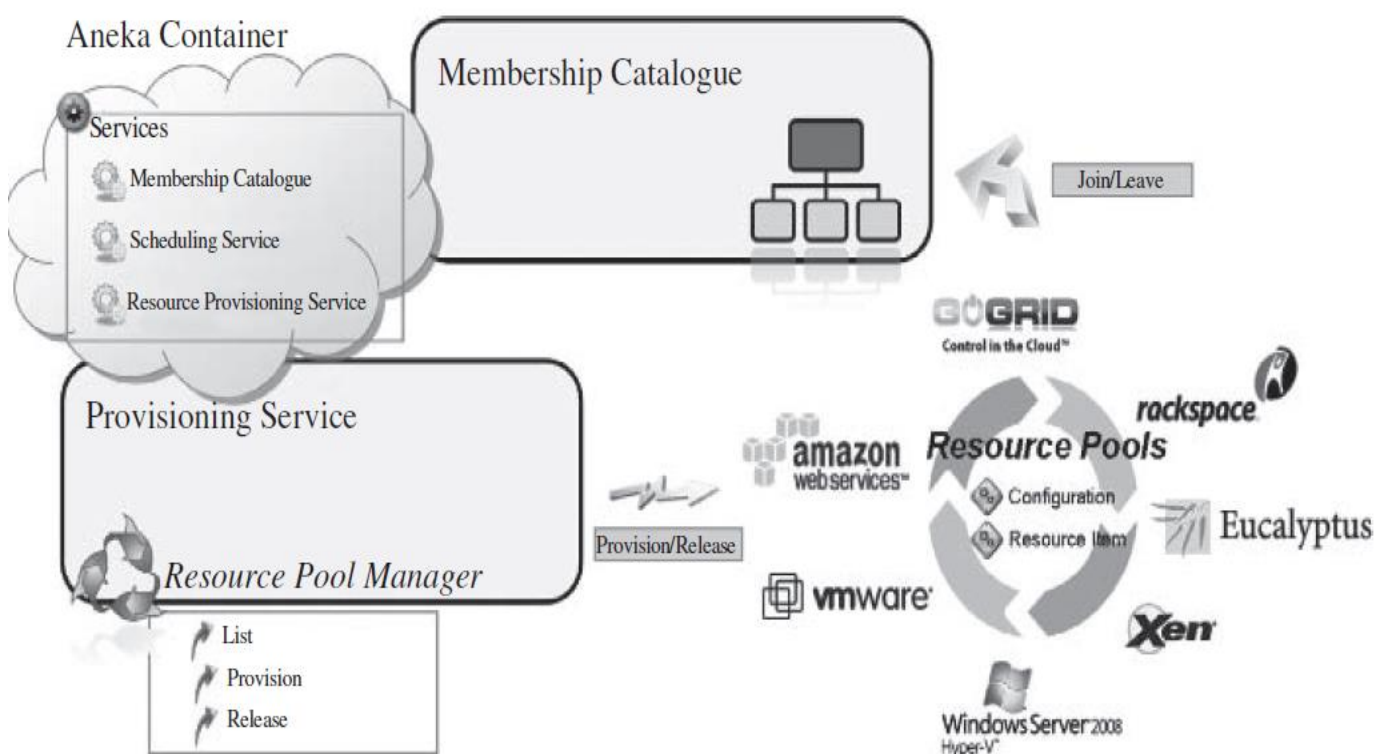 Aneka Container
Services
Membership Catalogue
Scheduling Service
Resource Provisioning Service
Membership Catalogue
Join/Leave
Provisioning Service
Resource Pool Manager
List
Provision
Release
Provision/Release
GOGRID
Control in the Cloud™
rackspace
amazon
webservices™
Resource Pools
Configuration
Resource Item
Eucalyptus
vmware
Xen
Windows Server 2008
Hyper-V™